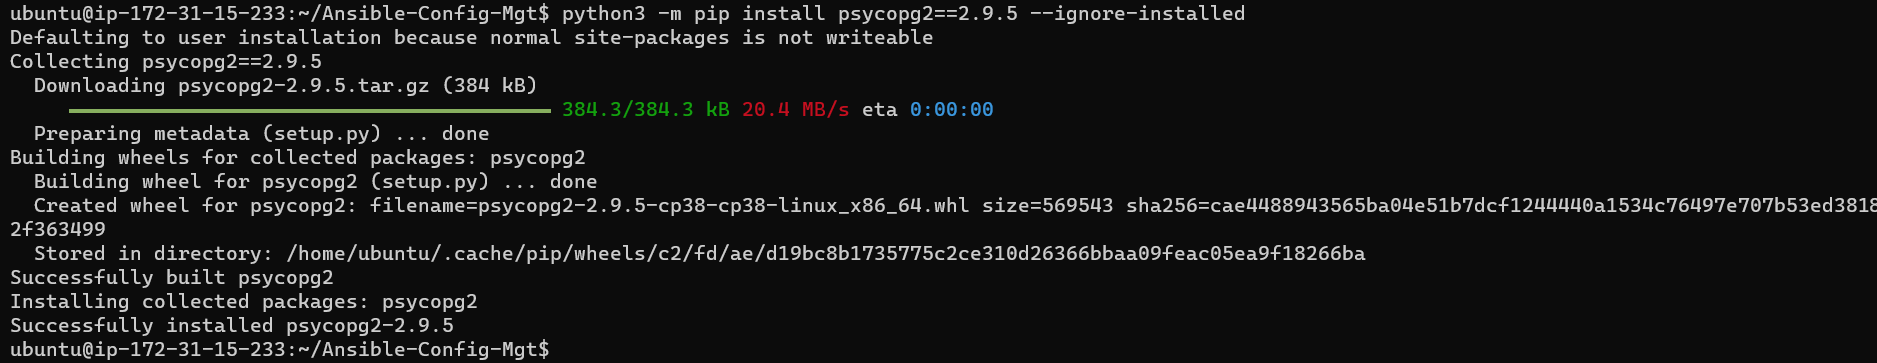 ubuntu@ip-172-31-15-233:~/Ansible-Config-Mgt$ python3 -m pip install psycopg2==2.9.5 --ignore-installed
Defaulting to user installation because normal site-packages is not writeable
Collecting psycopg2==2.9.5
  Downloading psycopg2-2.9.5.tar.gz (384 kB)
384.3/384.3 kB 20.4 MB/s eta 0:00:00
  Preparing metadata (setup.py) ... done
Building wheels for collected packages: psycopg2
  Building wheel for psycopg2 (setup.py) ... done
  Created wheel for psycopg2: filename=psycopg2-2.9.5-cp38-cp38-linux_x86_64.whl size=569543 sha256=cae4488943565ba04e51b7dcf1244440a1534c76497e707b53ed3818
2f363499
  Stored in directory: /home/ubuntu/.cache/pip/wheels/c2/fd/ae/d19bc8b1735775c2ce310d26366bbaa09feac05ea9f18266ba
Successfully built psycopg2
Installing collected packages: psycopg2
Successfully installed psycopg2-2.9.5
ubuntu@ip-172-31-15-233:~/Ansible-Config-Mgt$